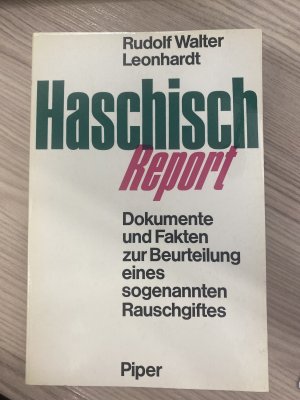 Rudolf Walter
Leonhardt
Haschisch
Report
Dokumente
und Fakten
zur Beurteilung
eines
sogenannten
Rauschgiftes
Piper